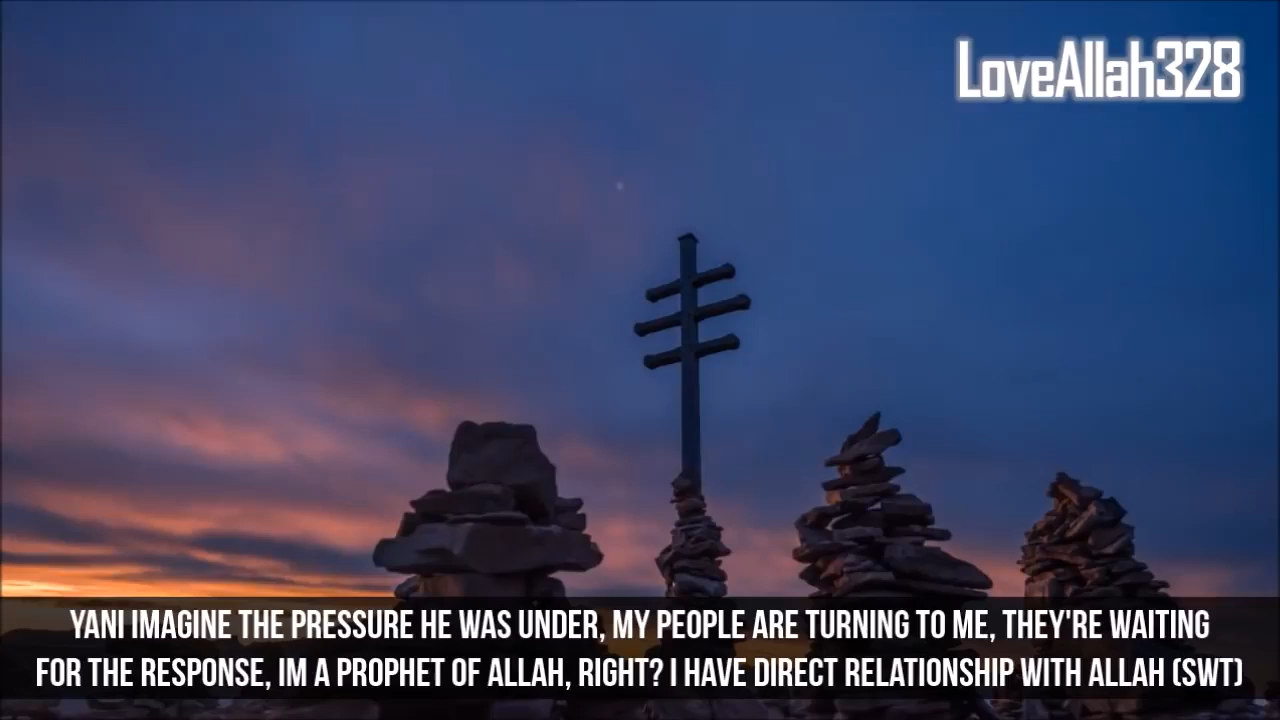 LoveAllah328
YANI IMAGINE THE PRESSURE HE WAS UNDER, MY PEOPLE ARE TURNING TO ME, THEY'RE WAITING
FOR THE RESPONSE, IM A PROPHET OF ALLAH, RIGHT? I HAVE DIRECT RELATIONSHIP WITH ALLAH (SWT)